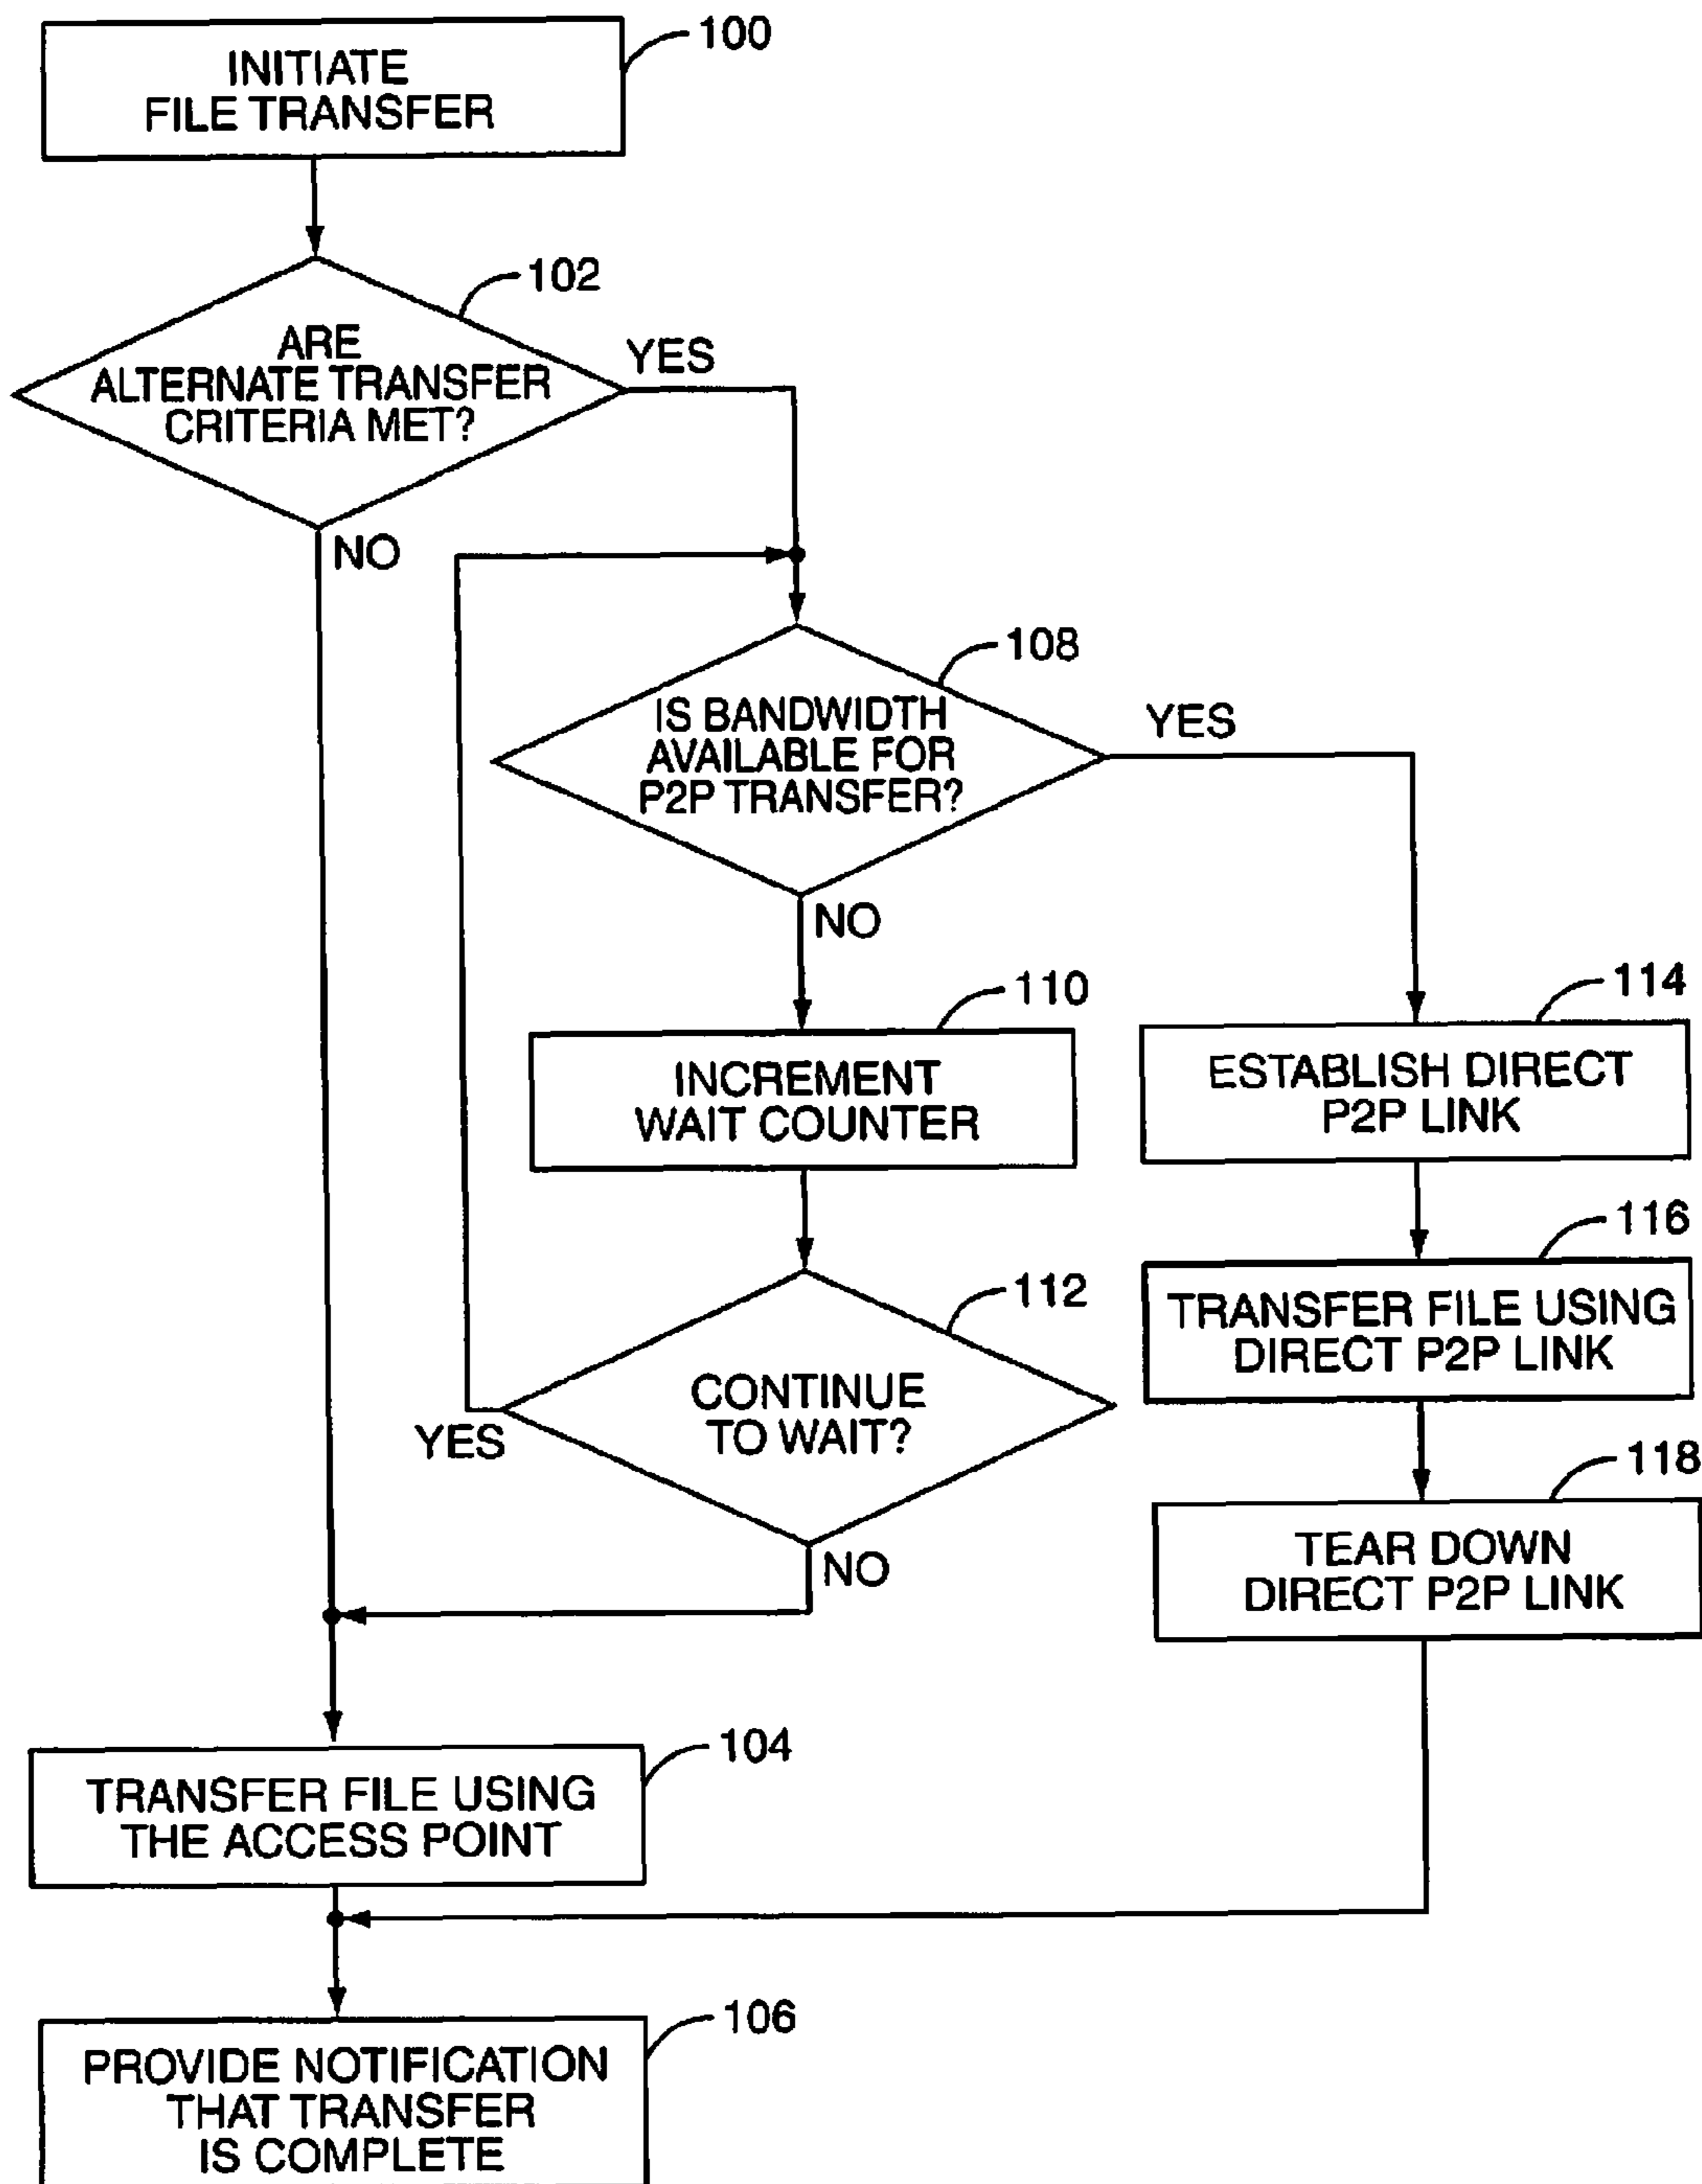 100
INITIATE
FILE TRANSFER
102
ARE
ALTERNATE TRANSFER
CRITERIA MET?
YES
NO
108
IS BANDWIDTH
AVAILABLE FOR
P2P TRANSFER?
YES
NO
110
INCREMENT
WAIT COUNTER
114
ESTABLISH DIRECT
P2P LINK
116
TRANSFER FILE USING
DIRECT P2P LINK
112
CONTINUE
TO WAIT?
YES
NO
118
TEAR DOWN
DIRECT P2P LINK
104
TRANSFER FILE USING
THE ACCESS POINT
106
PROVIDE NOTIFICATION
THAT TRANSFER
IS COMPLETE